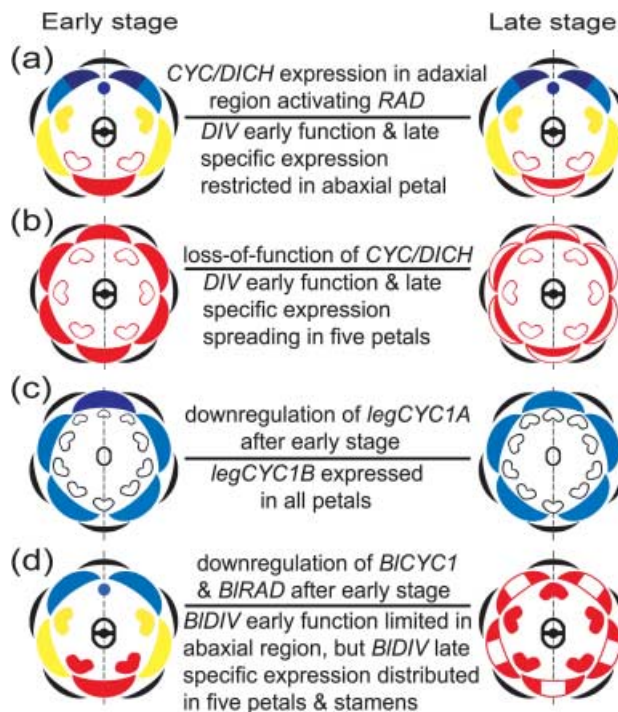 Early stage
Late stage
(a)
CYC/DICH expression in adaxial
region activating RAD
DIV early function & late
specific expression
restricted in abaxial petal
(b)
loss-of-function of CYC/DICH
DIV early function & late
specific expression
spreading in five petals
(c)
downregulation of legCYC1A
after early stage
legCYC1B expressed
in all petals
(d)
downregulation of BlCYC1
& BlRAD after early stage
BlDIV early function limited in
abaxial region, but BlDIV late
specific expression distributed
in five petals & stamens